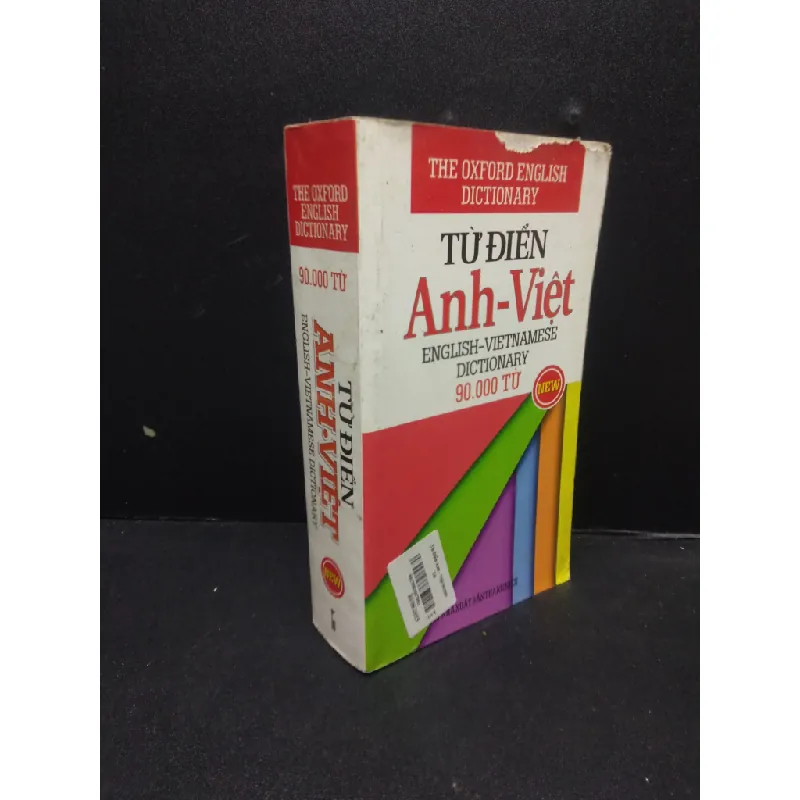 THE OXFORD ENGLISH
DICTIONARY
TỪ ĐIỂN
Anh-Việt
ENGLISH-VIETNAMESE
DICTIONARY
90.000 TỪ
NEW
THE OXFORD
ENGLISH
DICTIONARY
90.000 TỪ
TỪ ĐIỂN
ANH-VIỆT
ENGLISH-VIETNAMESE DICTIONARY
NEW